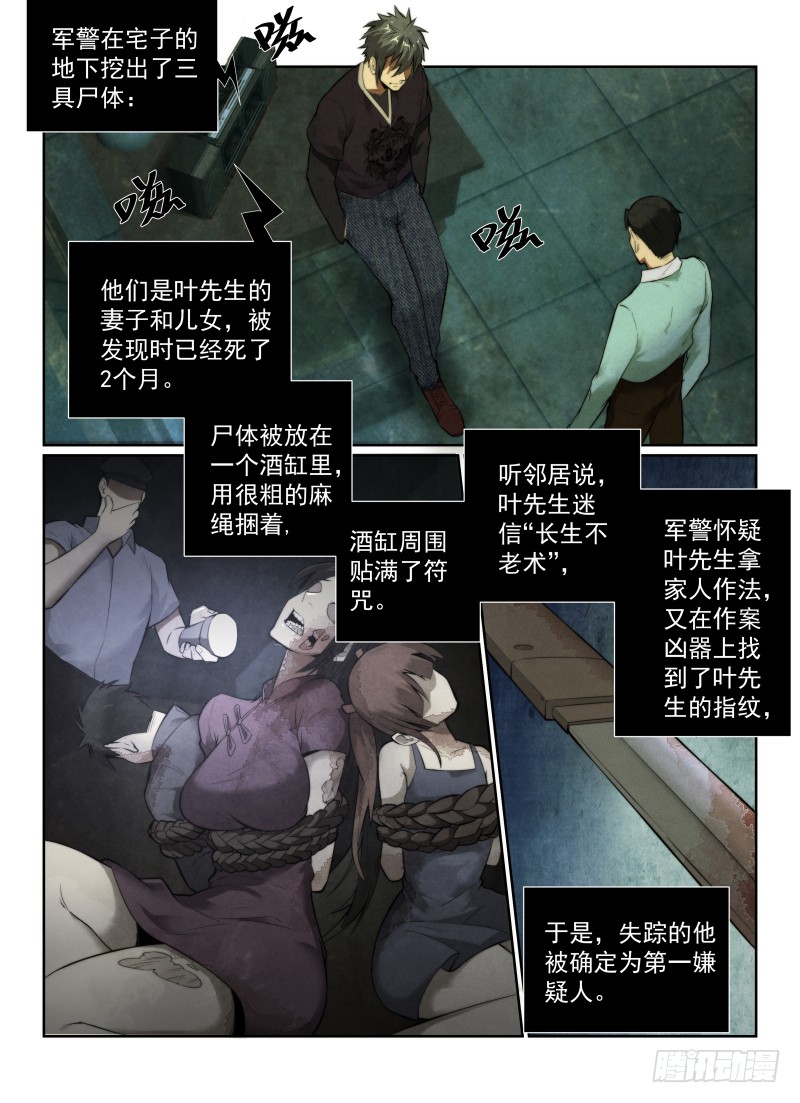 军警在宅子的
地下挖出了三
具尸体：
嗞
嗞
嗞
他们是叶先生的
妻子和儿女，被
发现时已经死了
2个月。
尸体被放在
一个酒缸里，
用很粗的麻
绳捆着，
酒缸周围
贴满了符
咒。
听邻居说，
叶先生迷
信“长生不
老术”，
军警怀疑
叶先生拿
家人作法，
又在作案
凶器上找
到了叶先
生的指纹，
于是，失踪的他
被确定为第一嫌
疑人。
腾讯动漫